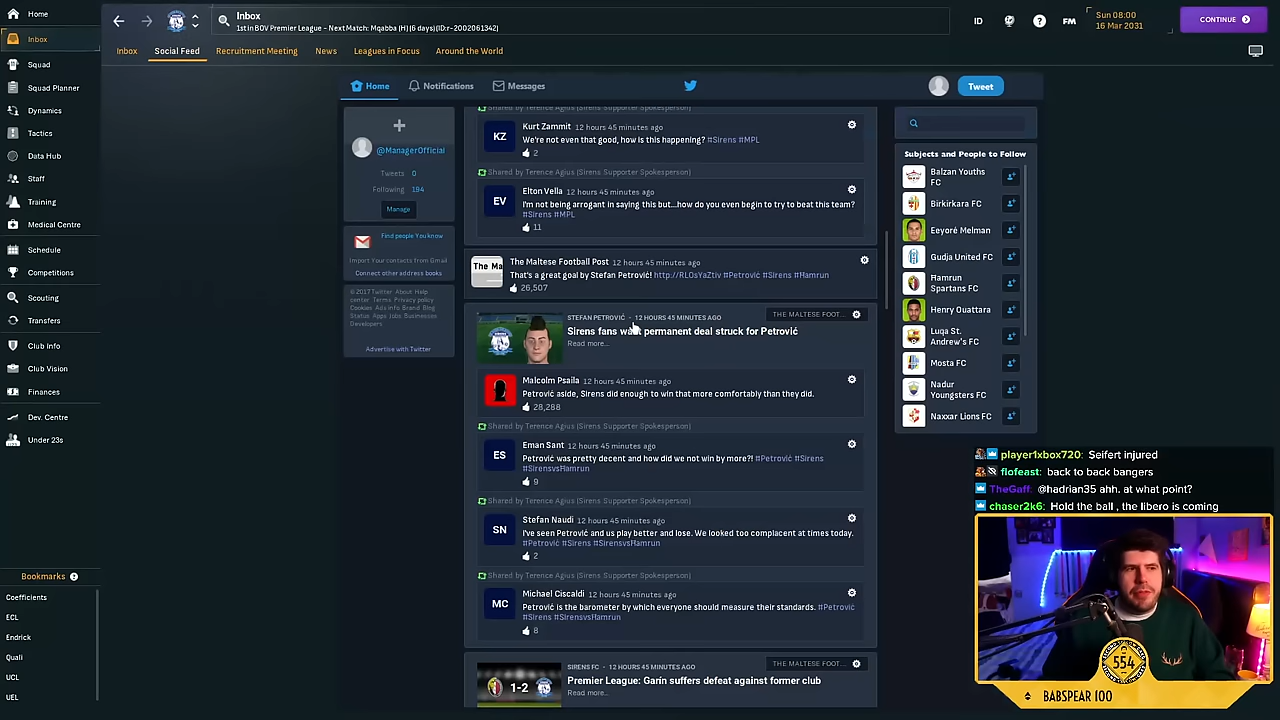 Home
Inbox
1st in BOV Premier League - Next Match: Mqabba (H) (6 days) (ID:r-2002061342)
ID
FM
Sun 08:00
16 Mar 2031
CONTINUE
Inbox
Inbox
Social Feed
Recruitment Meeting
News
Leagues in Focus
Around the World
Squad
Squad Planner
Dynamics
Tactics
Data Hub
Staff
Training
Medical Centre
Schedule
Competitions
Scouting
Transfers
Club Info
Club Vision
Finances
Dev. Centre
Under 23s
Bookmarks
Coefficients
ECL
Endrick
Quali
UCL
UEL
Home
Notifications
Messages
Tweet
@ManagerOfficial
Tweets 0
Following 194
Manage
Find people You know
Import Your contacts from Gmail
Connect other address books
© 2017 Twitter About Help
center Terms Privacy policy
Cookies Ads info Brand Blog
Status Apps Jobs Businesses
Developers
Advertise with Twitter
Shared by Terence Agius (Sirens Supporter Spokesperson)
KZ
Kurt Zammit 12 hours 45 minutes ago
We're not even that good, how is this happening? #Sirens #MPL
2
Shared by Terence Agius (Sirens Supporter Spokesperson)
EV
Elton Vella 12 hours 45 minutes ago
I'm not being arrogant in saying this but...how do you even begin to try to beat this team?
#Sirens #MPL
11
The Ma
The Maltese Football Post 12 hours 45 minutes ago
That's a great goal by Stefan Petrović! http://RLOsYaZtiv #Petrović #Sirens #Hamrun
26,507
STEFAN PETROVIĆ - 12 HOURS 45 MINUTES AGO
THE MALTESE FOOT...
Sirens fans want permanent deal struck for Petrović
Read more...
Malcolm Psaila 12 hours 45 minutes ago
Petrović aside, Sirens did enough to win that more comfortably than they did.
28,288
Shared by Terence Agius (Sirens Supporter Spokesperson)
ES
Eman Sant 12 hours 45 minutes ago
Petrović was pretty decent and how did we not win by more?! #Petrović #Sirens
#SirensvsHamrun
9
Shared by Terence Agius (Sirens Supporter Spokesperson)
SN
Stefan Naudi 12 hours 45 minutes ago
I've seen Petrović and us play better and lose. We looked too complacent at times today.
#Petrović #Sirens #SirensvsHamrun
2
Shared by Terence Agius (Sirens Supporter Spokesperson)
MC
Michael Ciscaldi 12 hours 45 minutes ago
Petrović is the barometer by which everyone should measure their standards. #Petrović
#Sirens #SirensvsHamrun
8
SIRENS FC - 12 HOURS 45 MINUTES AGO
THE MALTESE FOOT...
1-2
Premier League: Garín suffers defeat against former club
Read more...
Subjects and People to Follow
Balzan Youths
FC
Birkirkara FC
Eeyoré Melman
Gudja United FC
Hamrun
Spartans FC
Henry Ouattara
Luqa St.
Andrew's FC
Mosta FC
Nadur
Youngsters FC
Naxxar Lions FC
player1xbox720: Seifert injured
flofeast: back to back bangers
TheGaff: @hadrian35 ahh. at what point?
chaser2k6: Hold the ball , the libero is coming
554
BABSPEAR 100